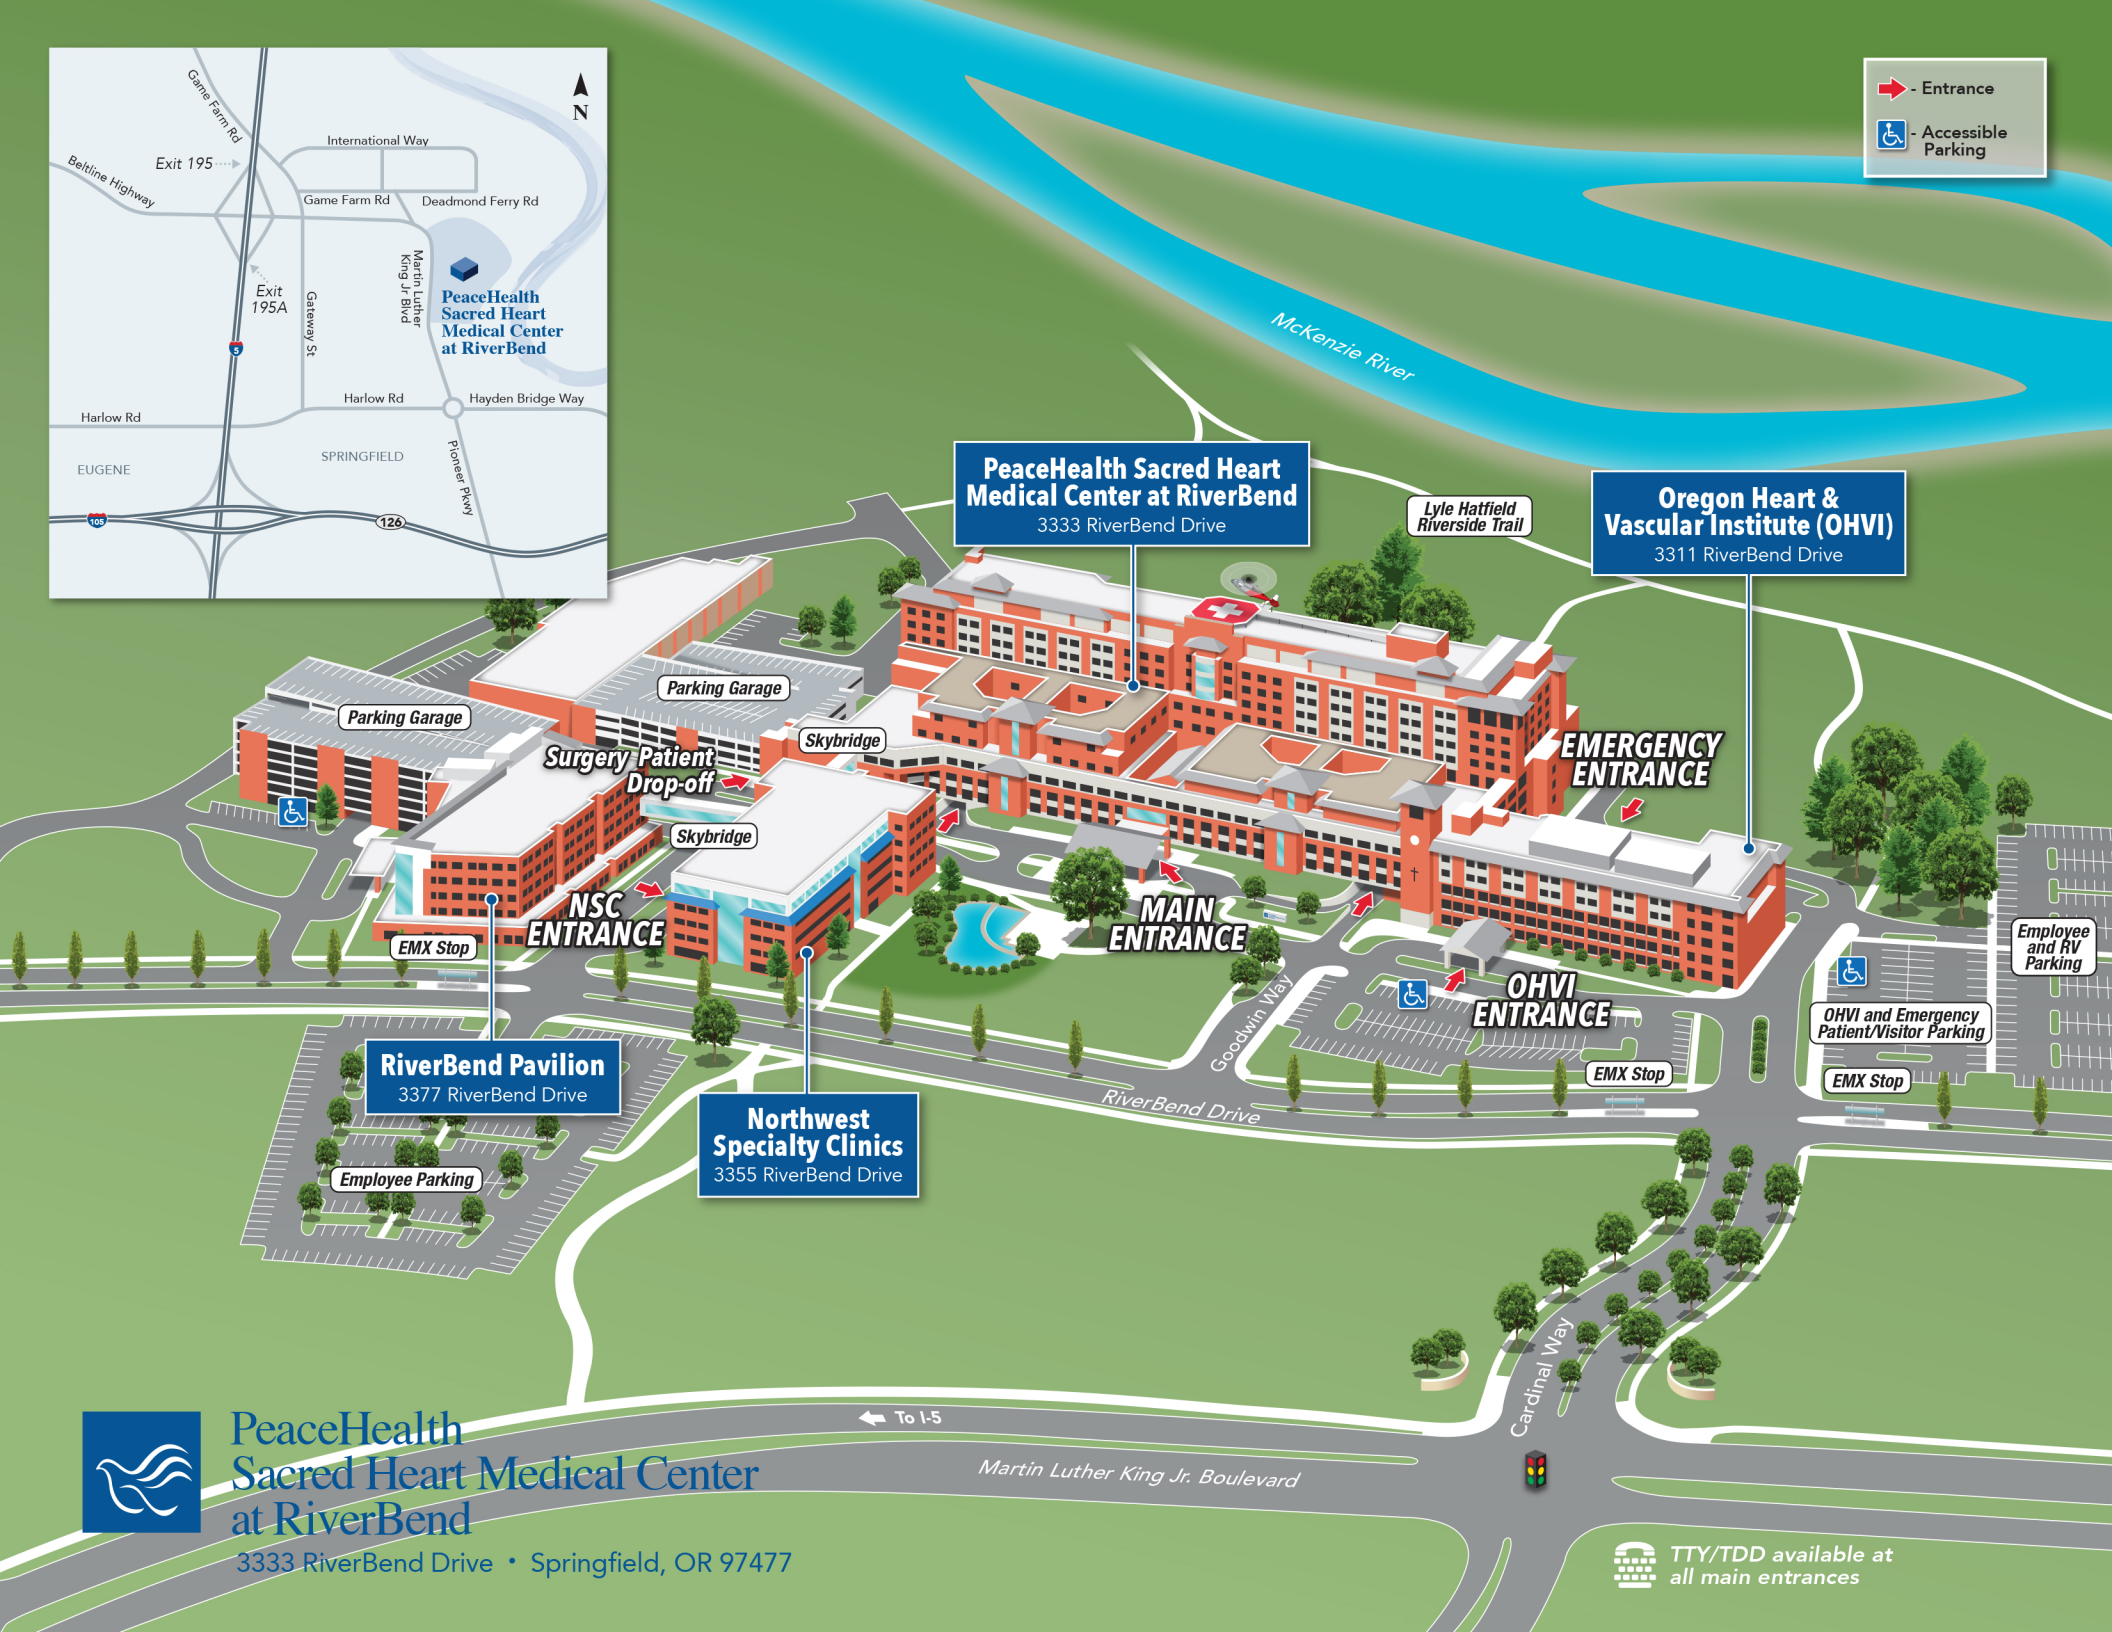 Game Farm Rd
International Way
Exit 195
Beltline Highway
N
Game Farm Rd
Deadmond Ferry Rd
Martin Luther
King Jr Blvd
Exit
195A
Gateway St
PeaceHealth
Sacred Heart
Medical Center
at RiverBend
5
Harlow Rd
Hayden Bridge Way
Harlow Rd
EUGENE
SPRINGFIELD
Pioneer Pkwy
105
126
- Entrance
- Accessible
Parking
McKenzie River
PeaceHealth Sacred Heart
Medical Center at RiverBend
3333 RiverBend Drive
Lyle Hatfield
Riverside Trail
Oregon Heart &
Vascular Institute (OHVI)
3311 RiverBend Drive
Parking Garage
Parking Garage
Skybridge
Surgery Patient
Drop-off
Skybridge
EMERGENCY
ENTRANCE
NSC
ENTRANCE
MAIN
ENTRANCE
EMX Stop
OHVI
ENTRANCE
Employee
and RV
Parking
OHVI and Emergency
Patient/Visitor Parking
Goodwin Way
EMX Stop
EMX Stop
RiverBend Pavilion
3377 RiverBend Drive
RiverBend Drive
Northwest
Specialty Clinics
3355 RiverBend Drive
Employee Parking
Cardinal Way
To I-5
Martin Luther King Jr. Boulevard
PeaceHealth
Sacred Heart Medical Center
at RiverBend
3333 RiverBend Drive • Springfield, OR 97477
TTY/TDD available at
all main entrances